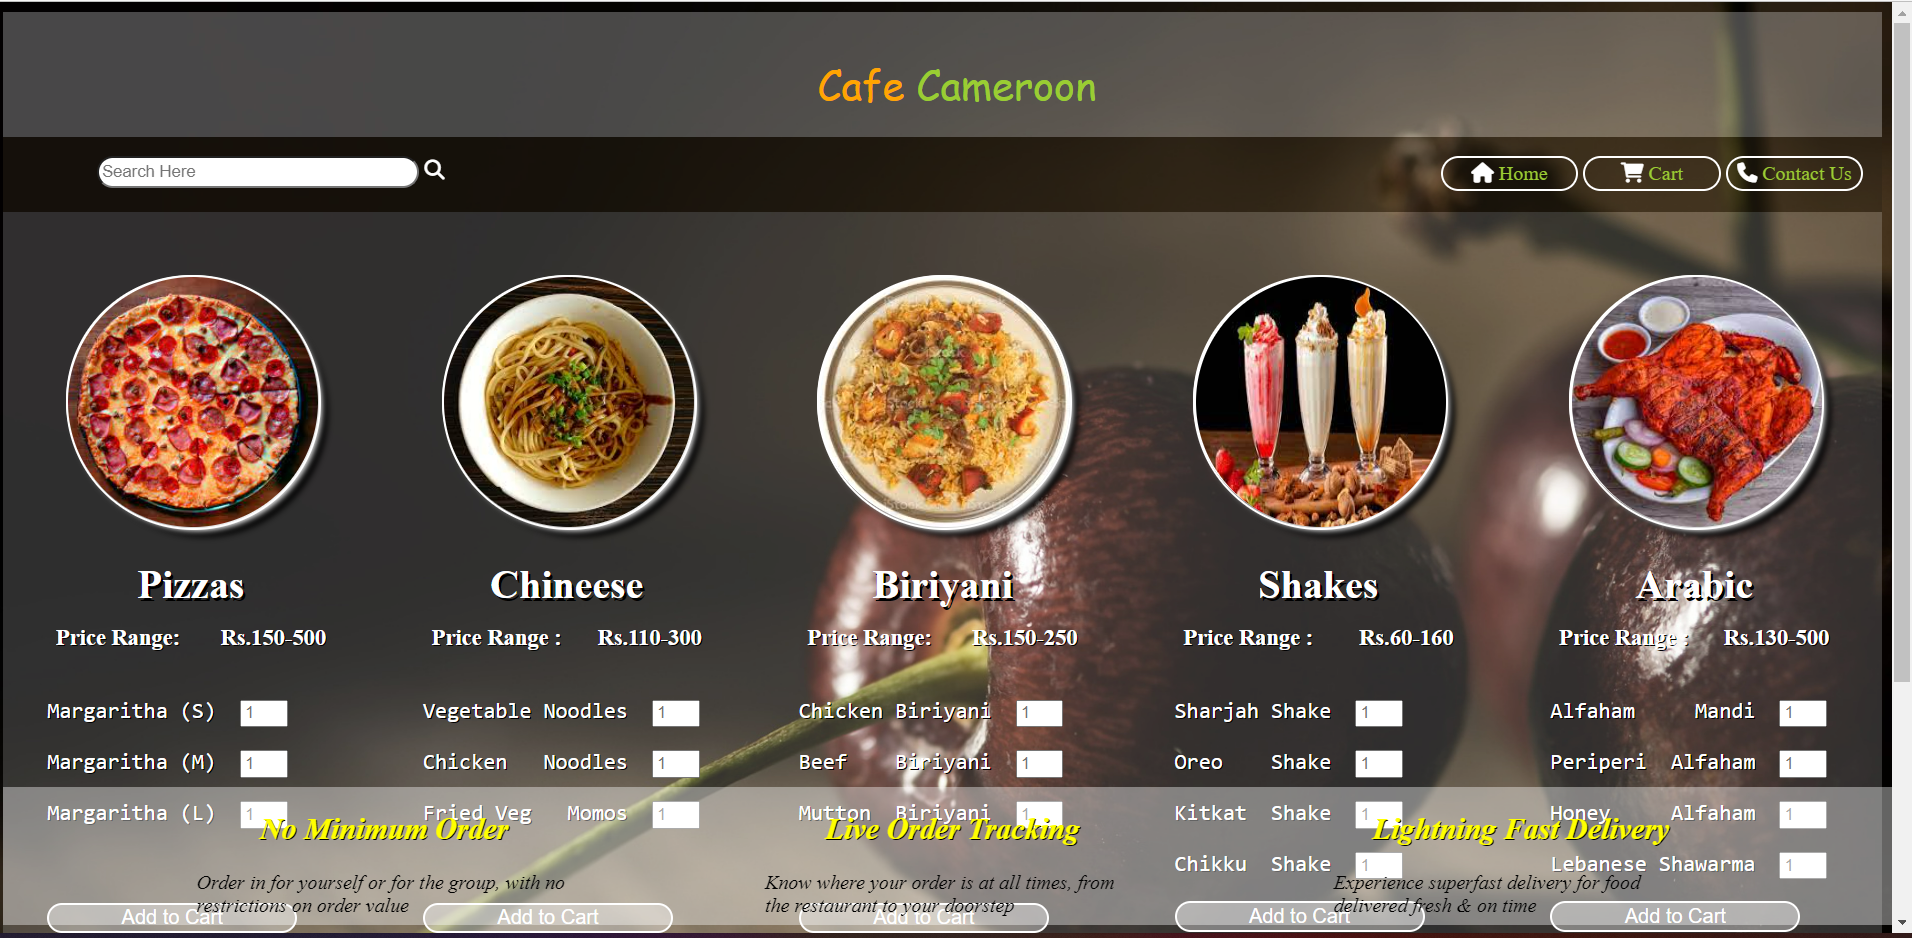 Cafe Cameroon
Search Here
Home
Cart
Contact Us
Pizzas
Price Range: Rs.150-500
Margaritha (S) 1
Margaritha (M) 1
Margaritha (L) 1
Add to Cart
Chineese
Price Range : Rs.110-300
Vegetable Noodles 1
Chicken Noodles 1
Fried Veg Momos 1
Add to Cart
Biriyani
Price Range: Rs.150-250
Chicken Biriyani 1
Beef Biriyani 1
Mutton Biriyani 1
Add to Cart
Shakes
Price Range : Rs.60-160
Sharjah Shake 1
Oreo Shake 1
Kitkat Shake 1
Chikku Shake 1
Add to Cart
Arabic
Price Range : Rs.130-500
Alfaham Mandi 1
Periperi Alfaham 1
Honey Alfaham 1
Lebanese Shawarma 1
Add to Cart
No Minimum Order
Order in for yourself or for the group, with no
restrictions on order value
Live Order Tracking
Know where your order is at all times, from
the restaurant to your doorstep
Lightning Fast Delivery
Experience superfast delivery for food
delivered fresh & on time